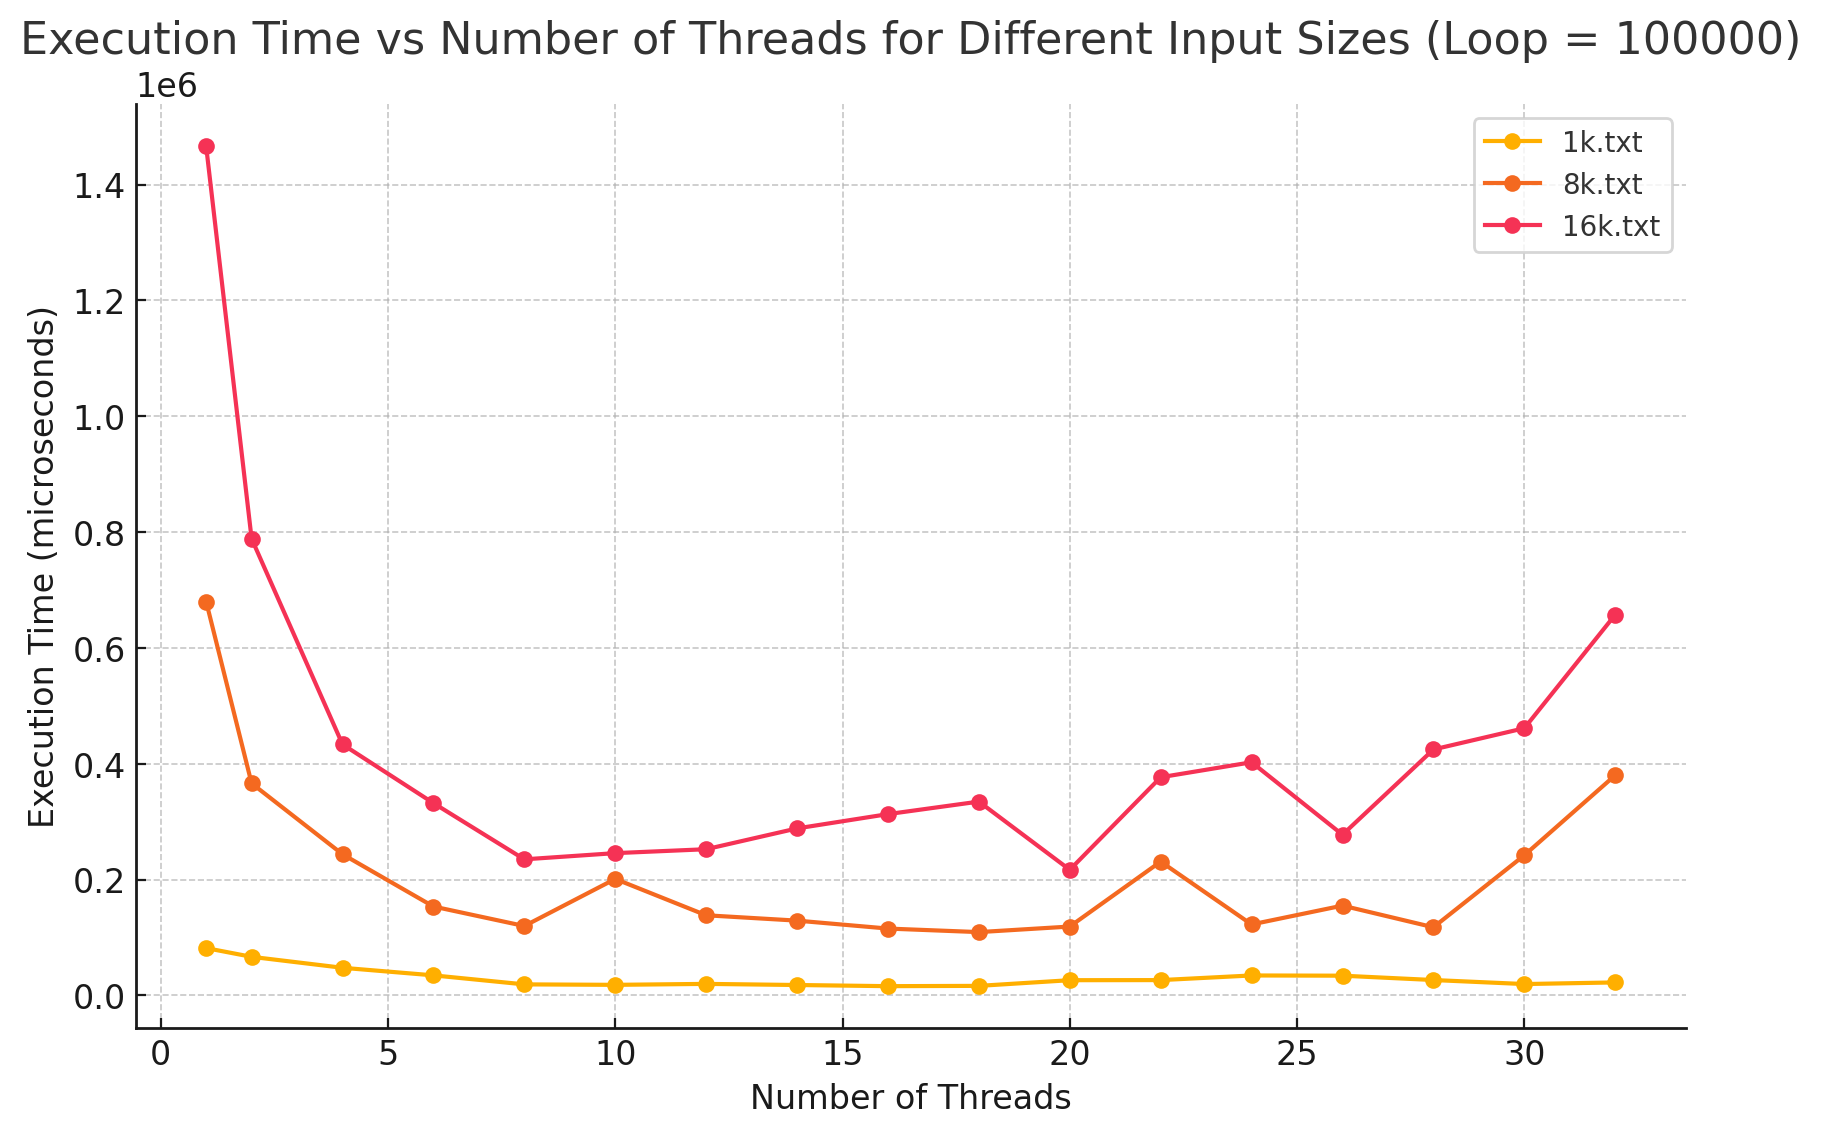 Execution Time vs Number of Threads for Different Input Sizes (Loop = 100000)
1e6
1k.txt
8k.txt
16k.txt
Execution Time (microseconds)
1.4
1.2
1.0
0.8
0.6
0.4
0.2
0.0
0 5 10 15 20 25 30
Number of Threads